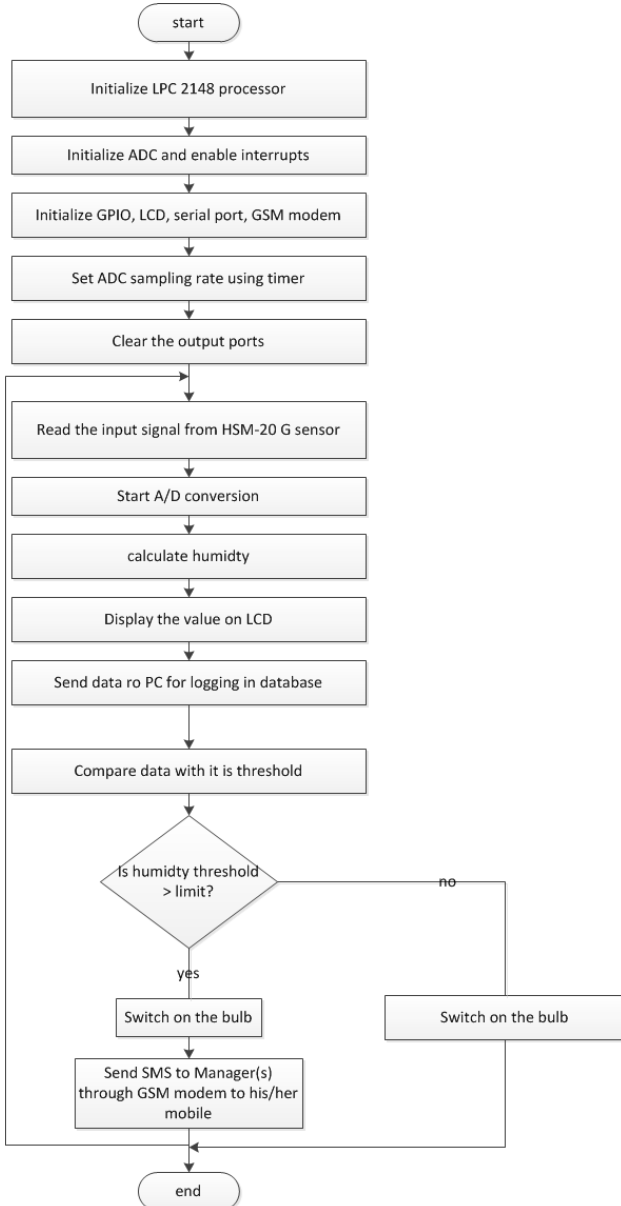 start
Initialize LPC 2148 processor
Initialize ADC and enable interrupts
Initialize GPIO, LCD, serial port, GSM modem
Set ADC sampling rate using timer
Clear the output ports
Read the input signal from HSM-20 G sensor
Start A/D conversion
calculate humidty
Display the value on LCD
Send data ro PC for logging in database
Compare data with it is threshold
Is humidty threshold
> limit?
no
yes
Switch on the bulb
Switch on the bulb
Send SMS to Manager(s)
through GSM modem to his/her
mobile
end